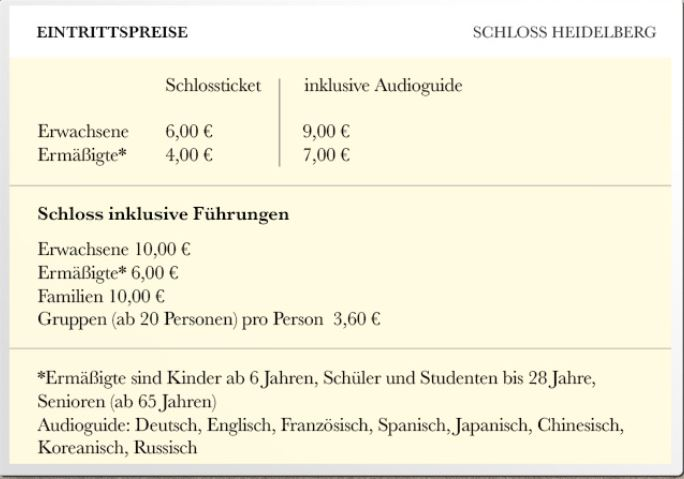 EINTRITTSPREISE SCHLOSS HEIDELBERG
Schlossticket inklusive Audioguide
Erwachsene 6,00 € 9,00 €
Ermäßigte* 4,00 € 7,00 €
Schloss inklusive Führungen
Erwachsene 10,00 €
Ermäßigte* 6,00 €
Familien 10,00 €
Gruppen (ab 20 Personen) pro Person 3,60 €
*Ermäßigte sind Kinder ab 6 Jahren, Schüler und Studenten bis 28 Jahre,
Senioren (ab 65 Jahren)
Audioguide: Deutsch, Englisch, Französisch, Spanisch, Japanisch, Chinesisch,
Koreanisch, Russisch